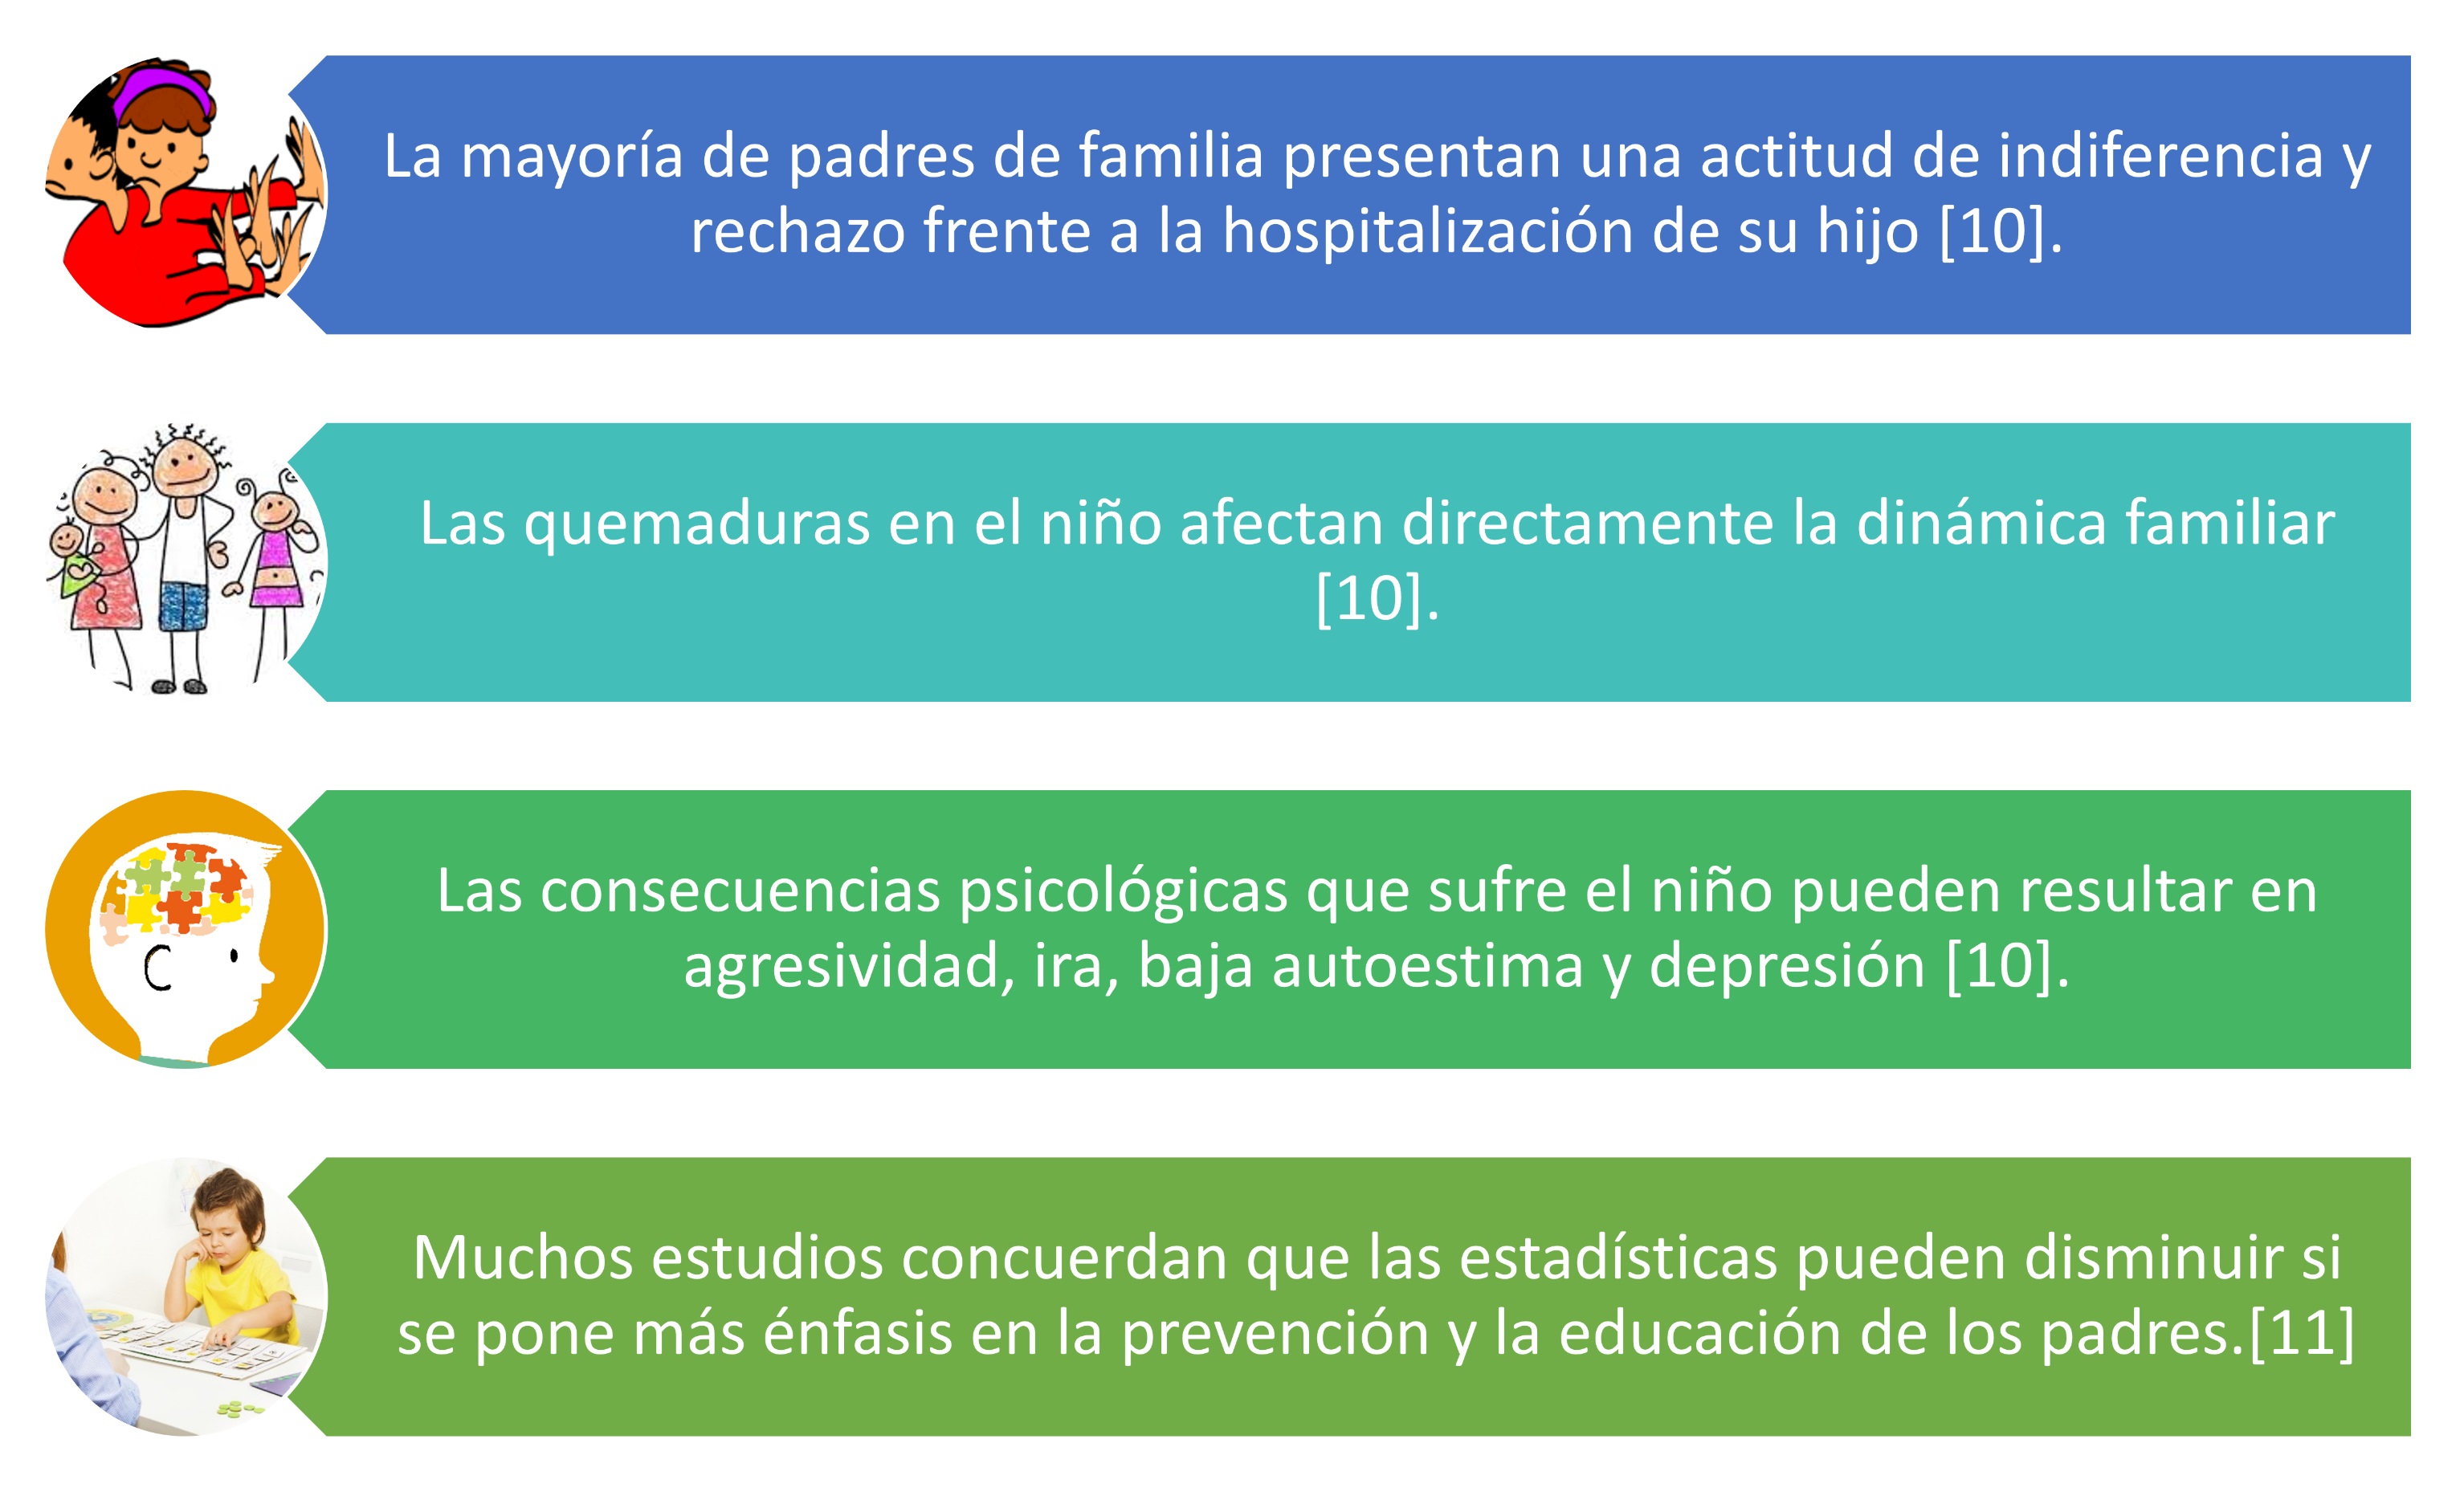 La mayoría de padres de familia presentan una actitud de indiferencia y
rechazo frente a la hospitalización de su hijo [10].
Las quemaduras en el niño afectan directamente la dinámica familiar
[10].
Las consecuencias psicológicas que sufre el niño pueden resultar en
agresividad, ira, baja autoestima y depresión [10].
Muchos estudios concuerdan que las estadísticas pueden disminuir si
se pone más énfasis en la prevención y la educación de los padres.[11]